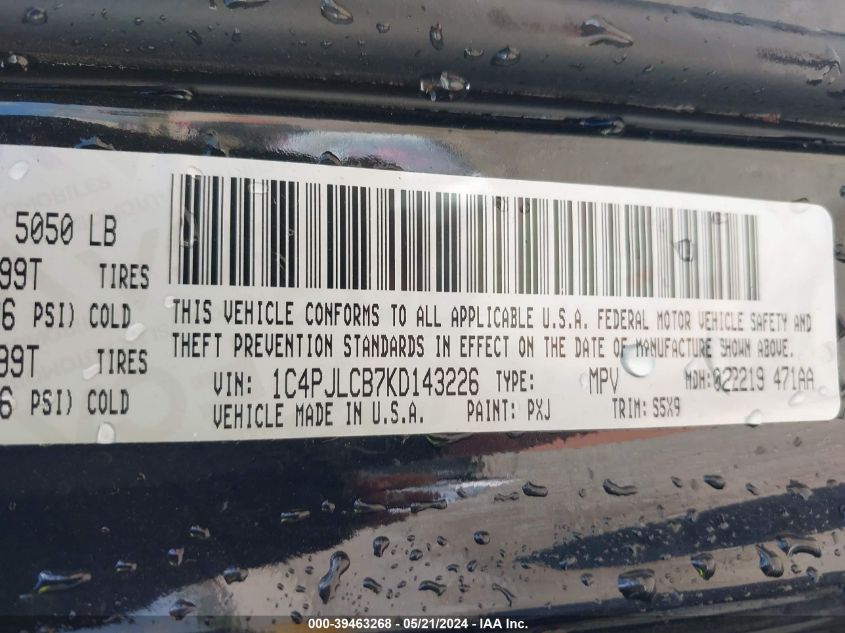 5050 LB
99T TIRES
6 PSI) COLD
99T TIRES
6 PSI) COLD
THIS VEHICLE CONFORMS TO ALL APPLICABLE U.S.A. FEDERAL MOTOR VEHICLE SAFETY AND
THEFT PREVENTION STANDARDS IN EFFECT ON THE DATE OF MANUFACTURE SHOWN ABOVE.
VIN: 1C4PJLCB7KD143226 TYPE: MPV MDH: 022219 471AA
VEHICLE MADE IN U.S.A. PAINT: PXJ TRIM: S5X9
000-39463268 - 05/21/2024 - IAA Inc.